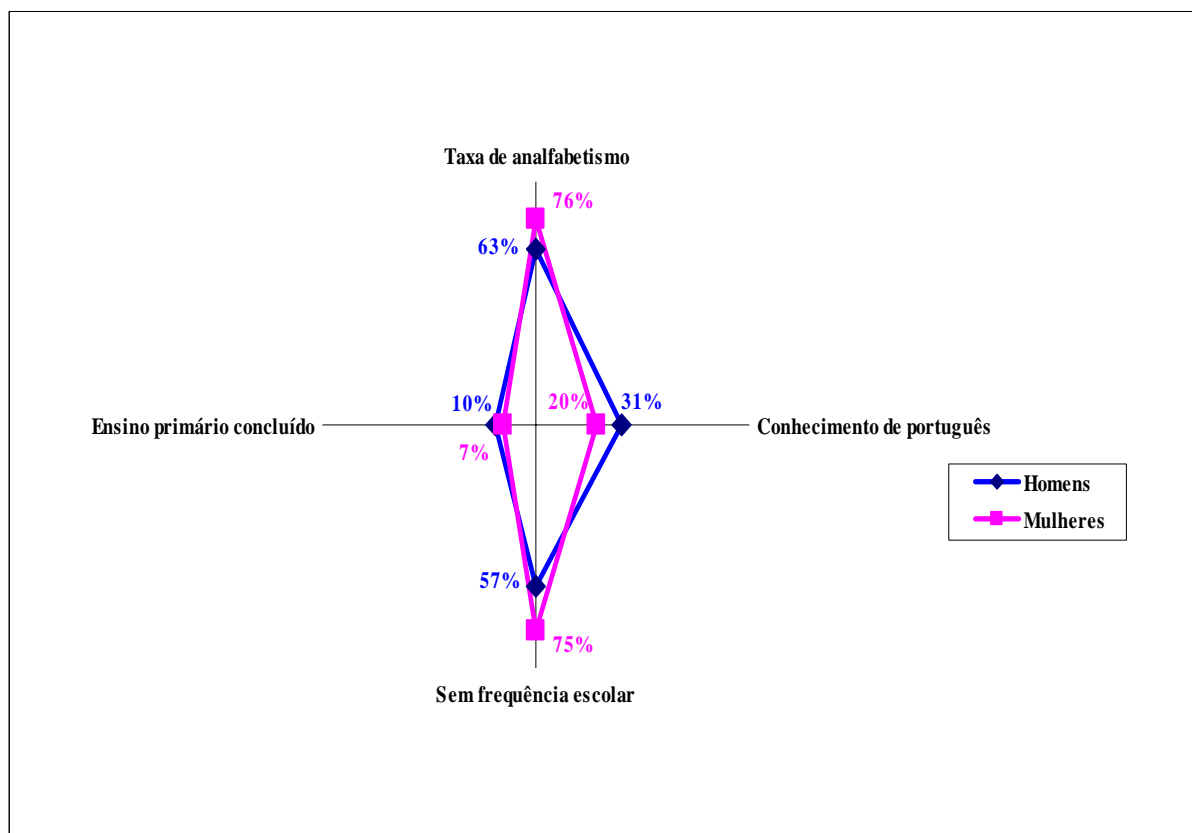 Taxa de analfabetismo
76%
63%
10%
20%
31%
Ensino primário concluído
Conhecimento de português
7%
Homens
Mulheres
57%
75%
Sem frequência escolar